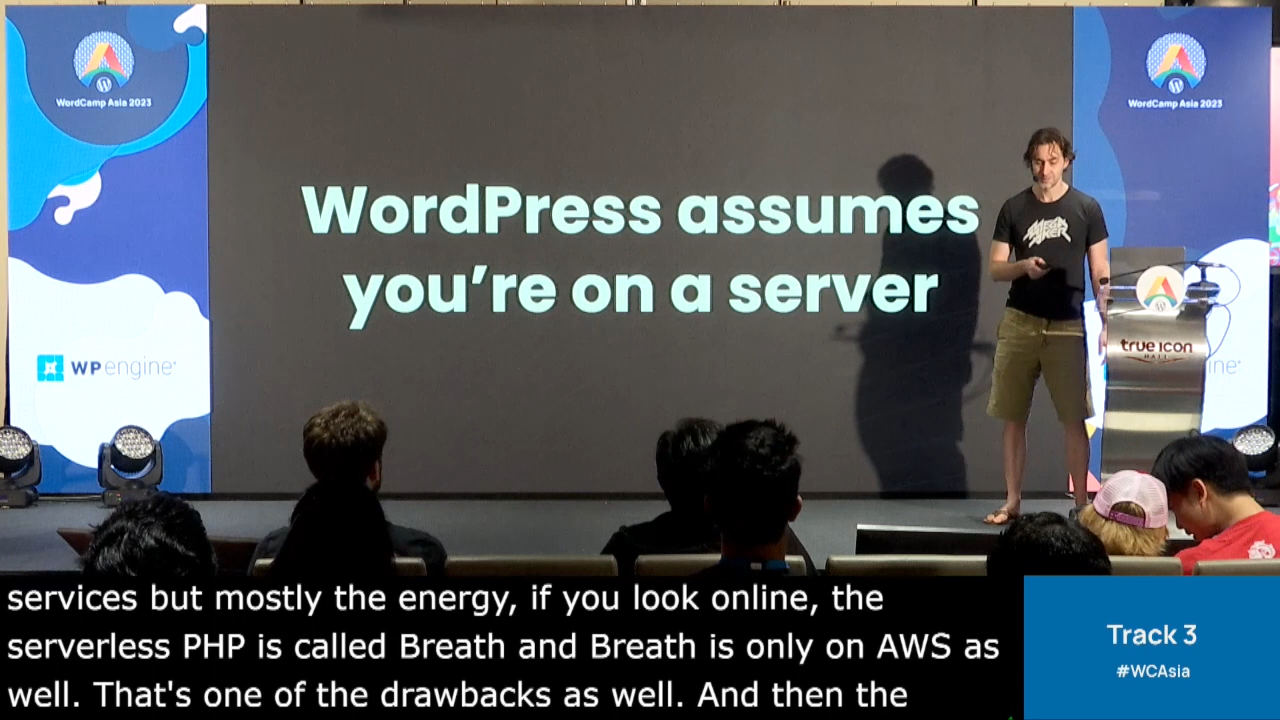 WordCamp Asia 2023
WordCamp Asia 2023
WordPress assumes
you're on a server
WP engine
true icon
HALL
ine
services but mostly the energy, if you look online, the
serverless PHP is called Breath and Breath is only on AWS as
well. That's one of the drawbacks as well. And then the
Track 3
#WCAsia